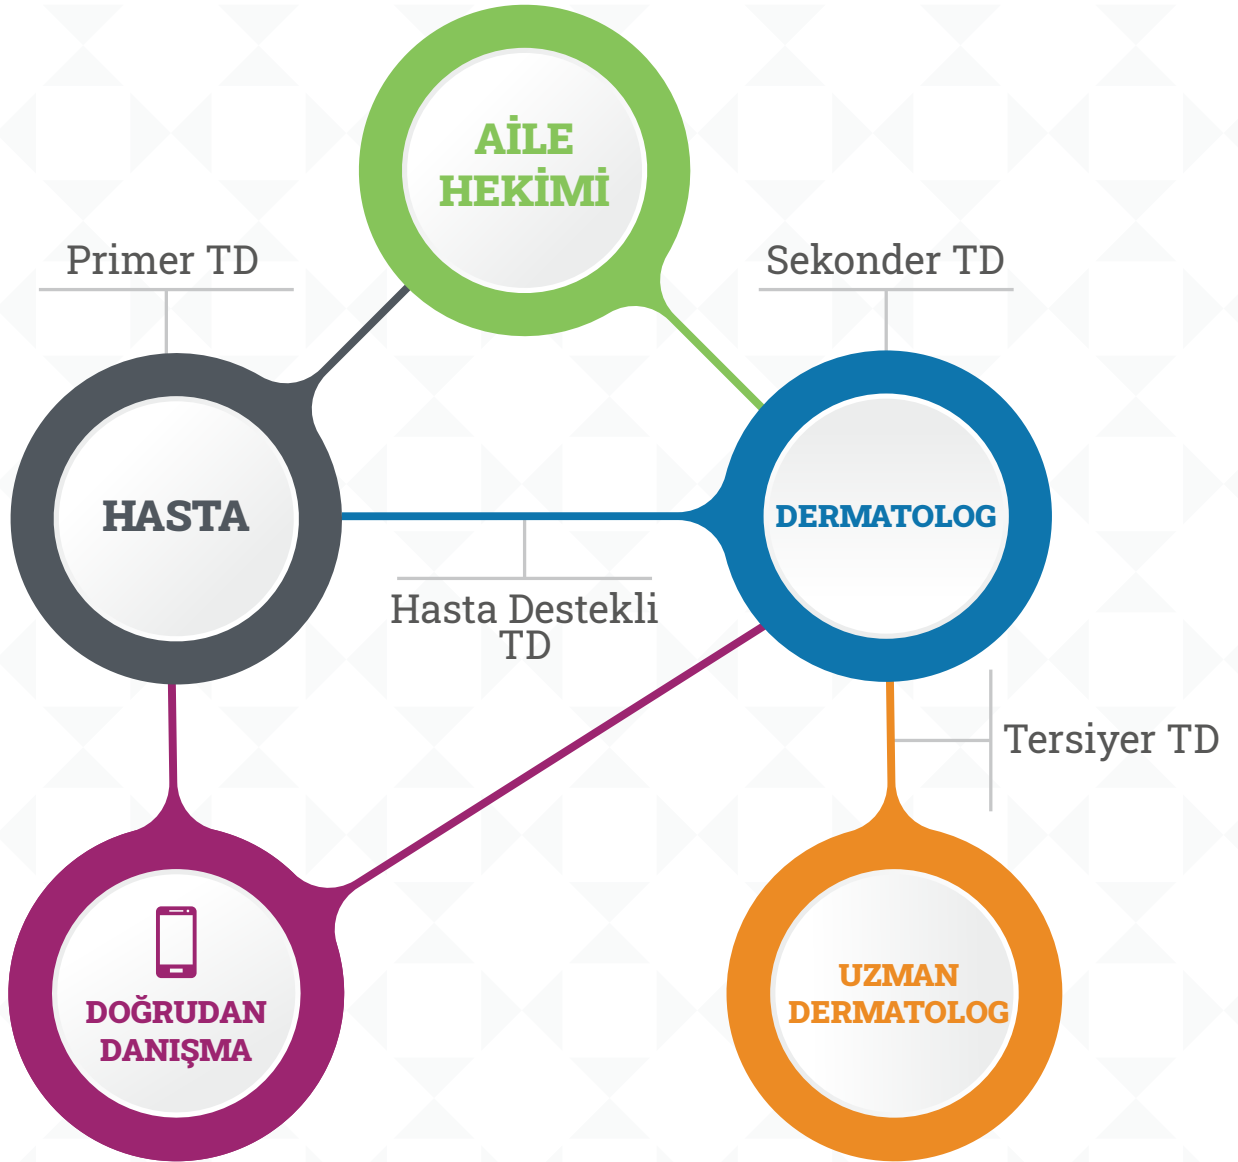 AİLE
HEKİMİ
Primer TD
Sekonder TD
HASTA
DERMATOLOG
Hasta Destekli
TD
Tersiyer TD
DOĞRUDAN
DANIŞMA
UZMAN
DERMATOLOG